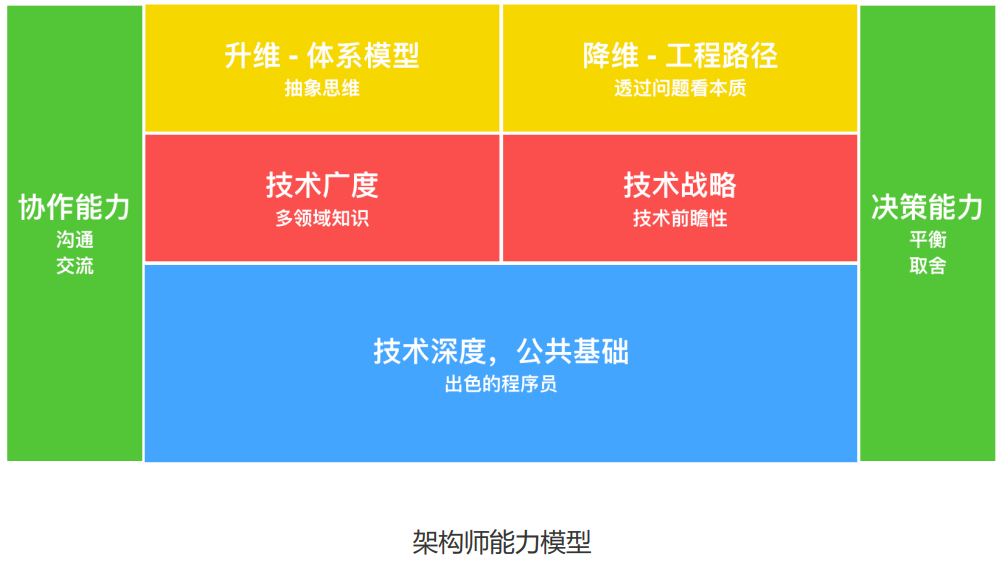 升维 - 体系模型
抽象思维
降维 - 工程路径
透过问题看本质
协作能力
沟通
交流
技术广度
多领域知识
技术战略
技术前瞻性
决策能力
平衡
取舍
技术深度，公共基础
出色的程序员
架构师能力模型